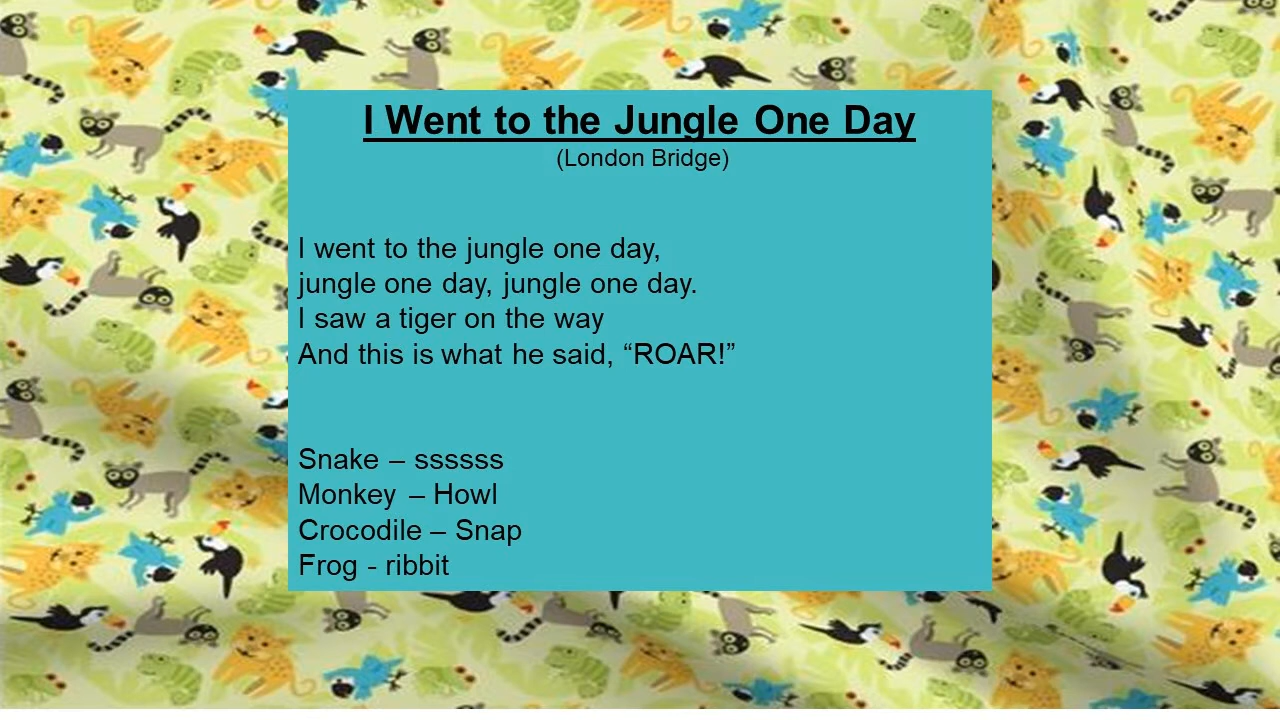 I Went to the Jungle One Day
(London Bridge)
I went to the jungle one day,
jungle one day, jungle one day.
I saw a tiger on the way
And this is what he said, “ROAR!”
Snake – ssssss
Monkey – Howl
Crocodile – Snap
Frog - ribbit